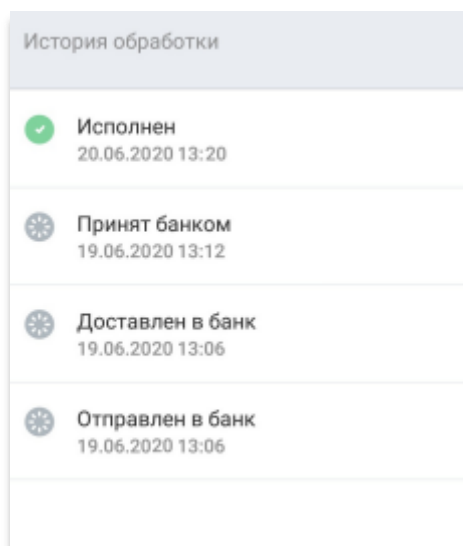 История обработки
Исполнен
20.06.2020 13:20
Принят банком
19.06.2020 13:12
Доставлен в банк
19.06.2020 13:06
Отправлен в банк
19.06.2020 13:06